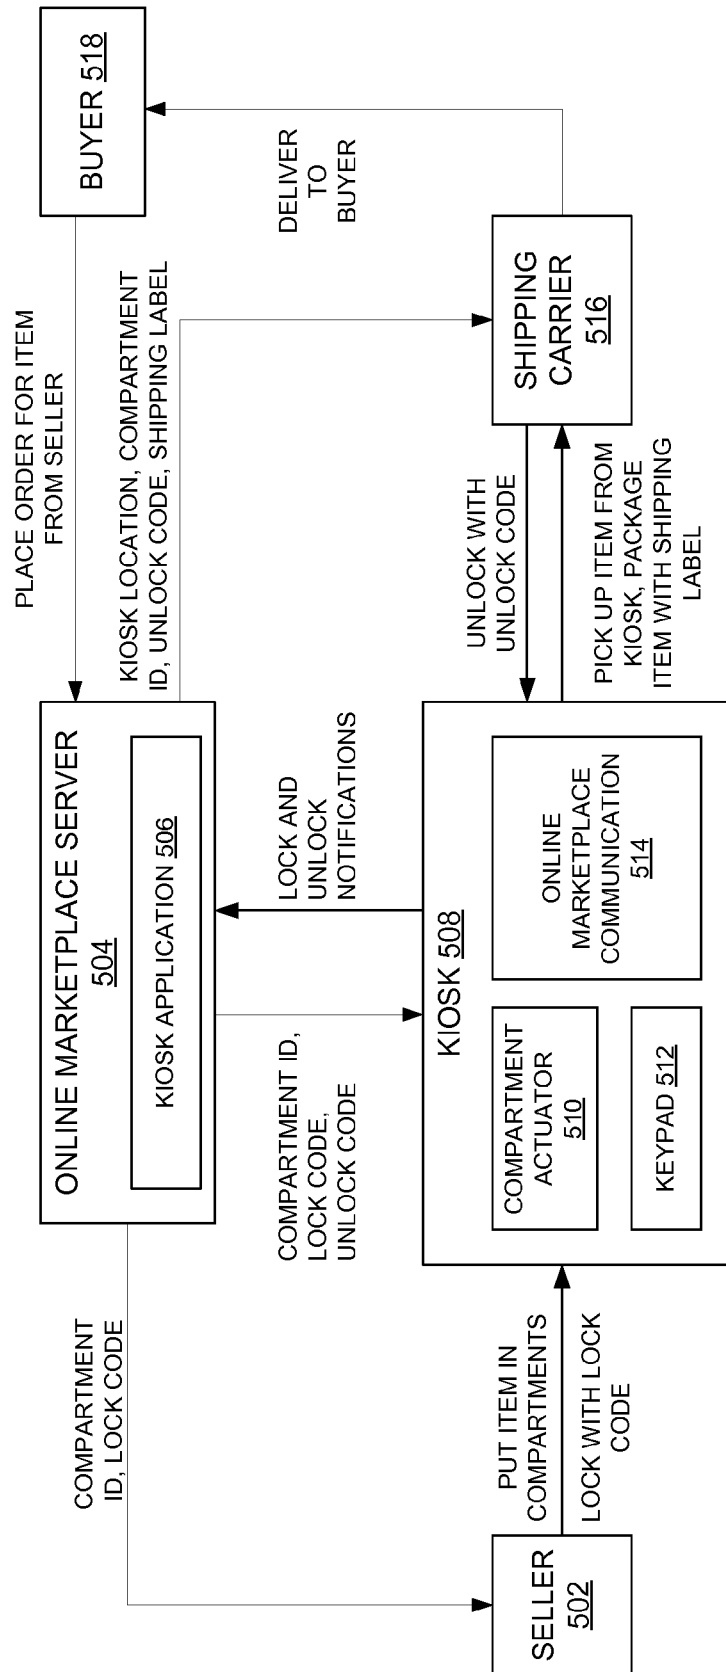 PLACE ORDER FOR ITEM
FROM SELLER
BUYER 518
ONLINE MARKETPLACE SERVER
504
KIOSK APPLICATION 506
COMPARTMENT
ID, LOCK CODE
KIOSK LOCATION, COMPARTMENT
ID, UNLOCK CODE, SHIPPING LABEL
DELIVER
TO
BUYER
COMPARTMENT ID,
LOCK CODE,
UNLOCK CODE
LOCK AND
UNLOCK
NOTIFICATIONS
SELLER
502
PUT ITEM IN
COMPARTMENTS
LOCK WITH LOCK
CODE
KIOSK 508
COMPARTMENT
ACTUATOR
510
KEYPAD 512
ONLINE
MARKETPLACE
COMMUNICATION
514
UNLOCK WITH
UNLOCK CODE
PICK UP ITEM FROM
KIOSK, PACKAGE
ITEM WITH SHIPPING
LABEL
SHIPPING
CARRIER
516